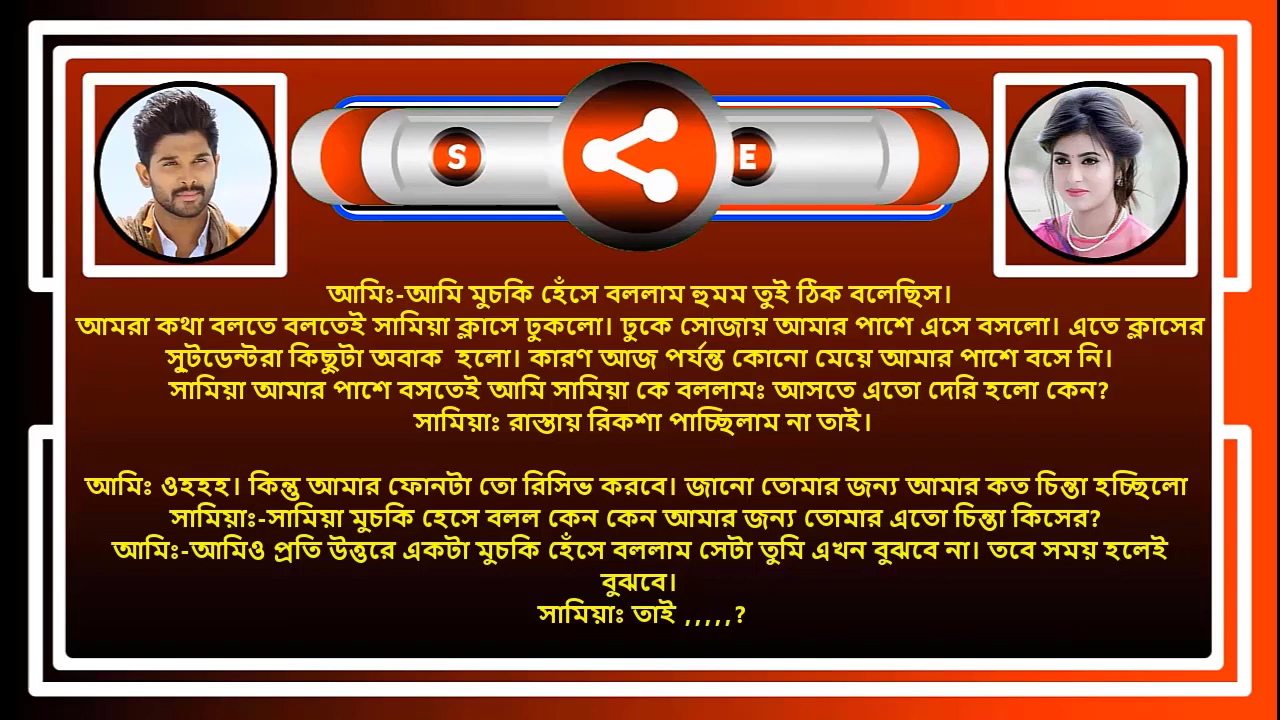 S E
আমিঃ-আমি মুচকি হেঁসে বললাম হুমম তুই ঠিক বলেছিস।
আমরা কথা বলতে বলতেই সামিয়া ক্লাসে ঢুকলো। ঢুকে সোজায় আমার পাশে এসে বসলো। এতে ক্লাসের
সুটডেন্টরা কিছুটা অবাক হলো। কারণ আজ পর্যন্ত কোনো মেয়ে আমার পাশে বসে নি।
সামিয়া আমার পাশে বসতেই আমি সামিয়া কে বললামঃ আসতে এতো দেরি হলো কেন?
সামিয়াঃ রাস্তায় রিকশা পাচ্ছিলাম না তাই।
আমিঃ ওহহহ। কিন্তু আমার ফোনটা তো রিসিভ করবে। জানো তোমার জন্য আমার কত চিন্তা হচ্ছিলো
সামিয়াঃ-সামিয়া মুচকি হেসে বলল কেন কেন আমার জন্য তোমার এতো চিন্তা কিসের?
আমিঃ-আমিও প্রতি উত্তরে একটা মুচকি হেঁসে বললাম সেটা তুমি এখন বুঝবে না। তবে সময় হলেই
বুঝবে।
সামিয়াঃ তাই ,,,,,?